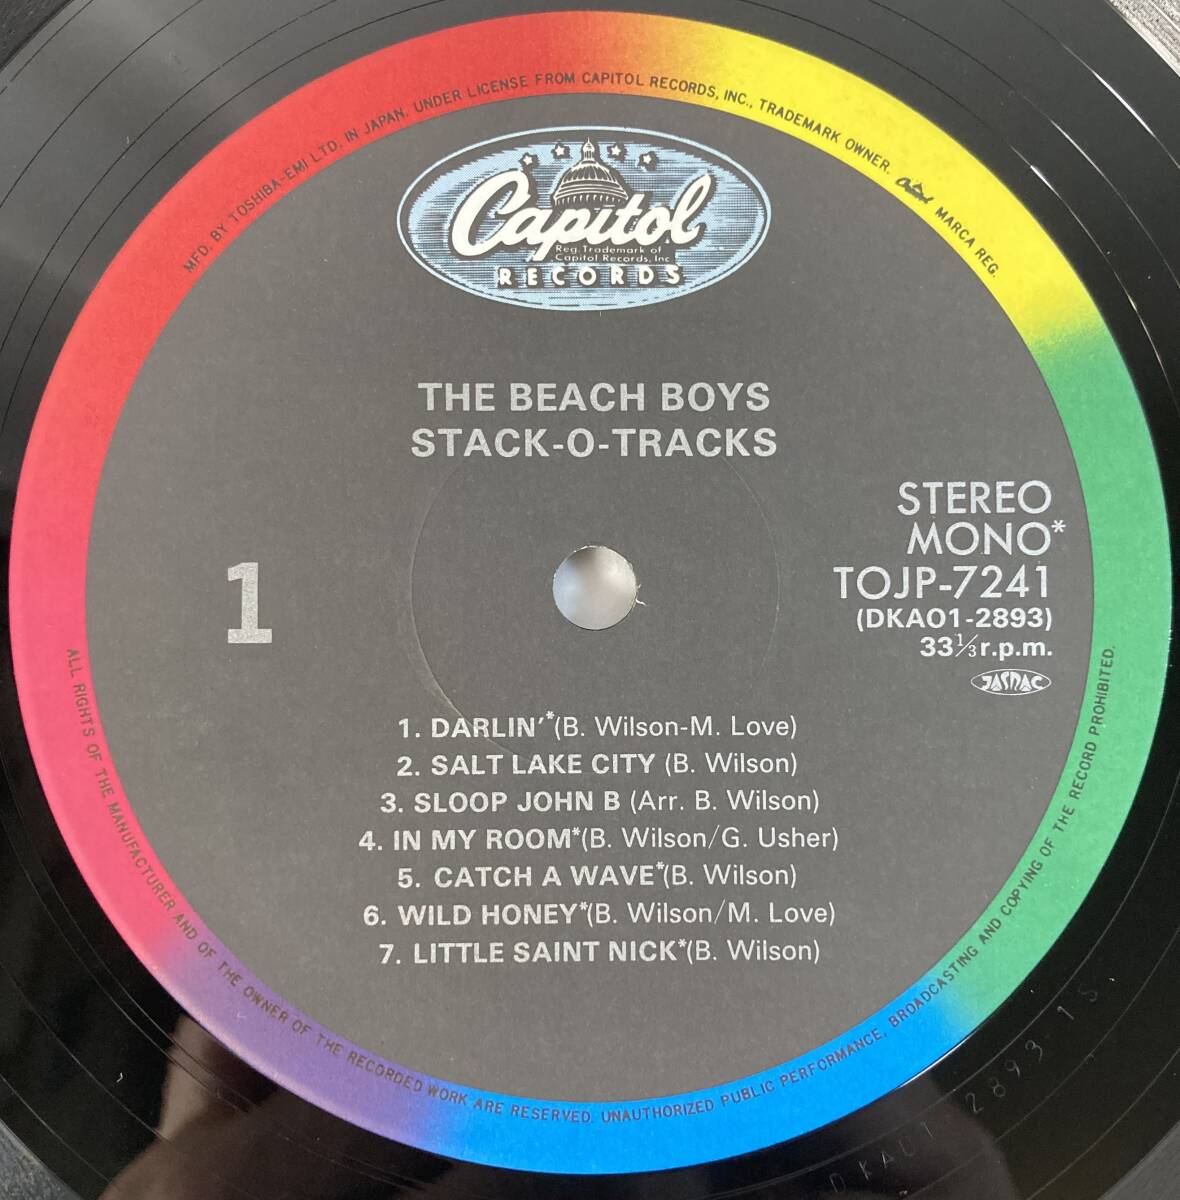 MFD. BY TOSHIBA-EMI LTD. IN JAPAN. UNDER LICENSE FROM CAPITOL RECORDS, INC., TRADEMARK OWNER. Capitol MARCA REG.
Capitol
Reg. Trademark of
Capitol Records, Inc
RECORDS
THE BEACH BOYS
STACK-O-TRACKS
STEREO
MONO*
TOJP-7241
(DKA01-2893)
33⅓r.p.m.
JASRAC
1
1. DARLIN'*(B. Wilson-M. Love)
2. SALT LAKE CITY (B. Wilson)
3. SLOOP JOHN B (Arr. B. Wilson)
4. IN MY ROOM*(B. Wilson/G. Usher)
5. CATCH A WAVE*(B. Wilson)
6. WILD HONEY*(B. Wilson/M. Love)
7. LITTLE SAINT NICK*(B. Wilson)
ALL RIGHTS OF THE MANUFACTURER AND OF THE OWNER OF THE RECORDED WORK ARE RESERVED. UNAUTHORIZED PUBLIC PERFORMANCE, BROADCASTING AND COPYING OF THE RECORD PROHIBITED.
DKA01 2893 1S